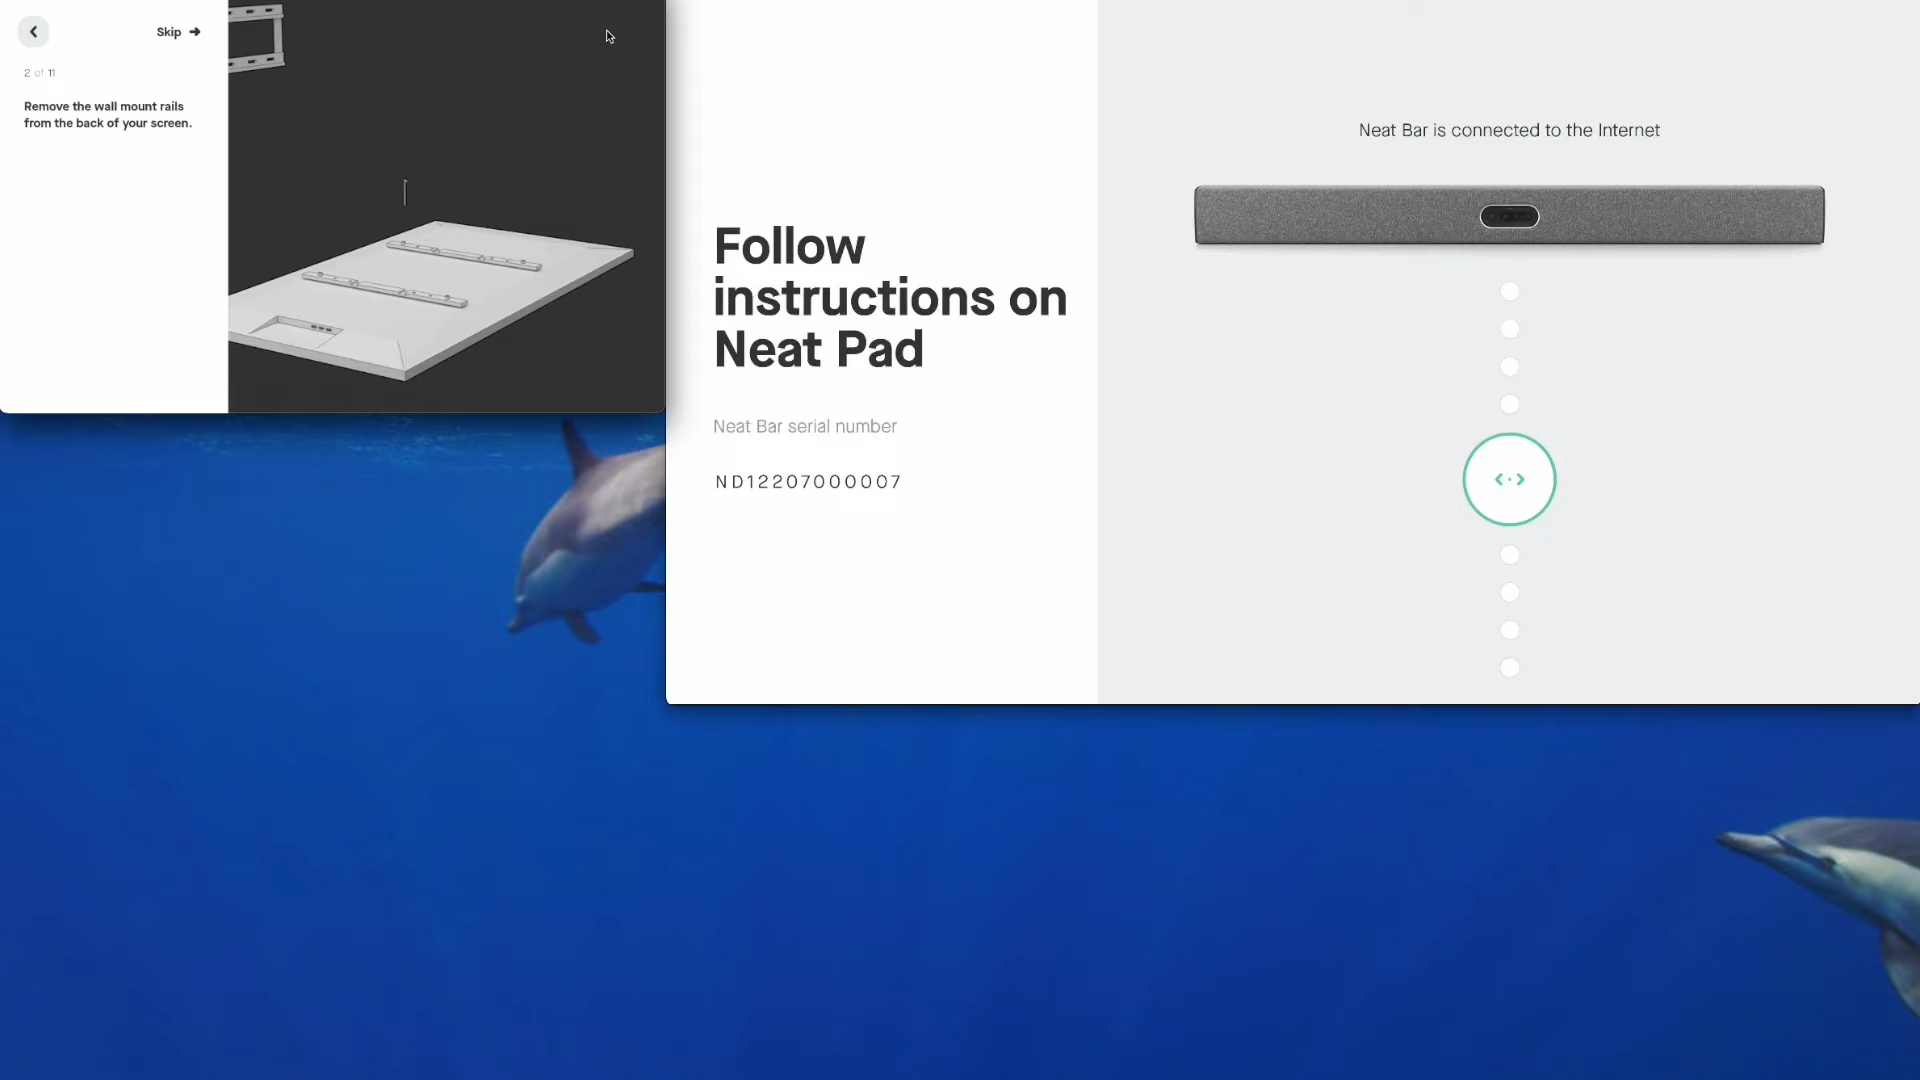 Skip
2 of 11
Remove the wall mount rails
from the back of your screen.
Follow
instructions on
Neat Pad
Neat Bar serial number
ND12207000007
Neat Bar is connected to the Internet